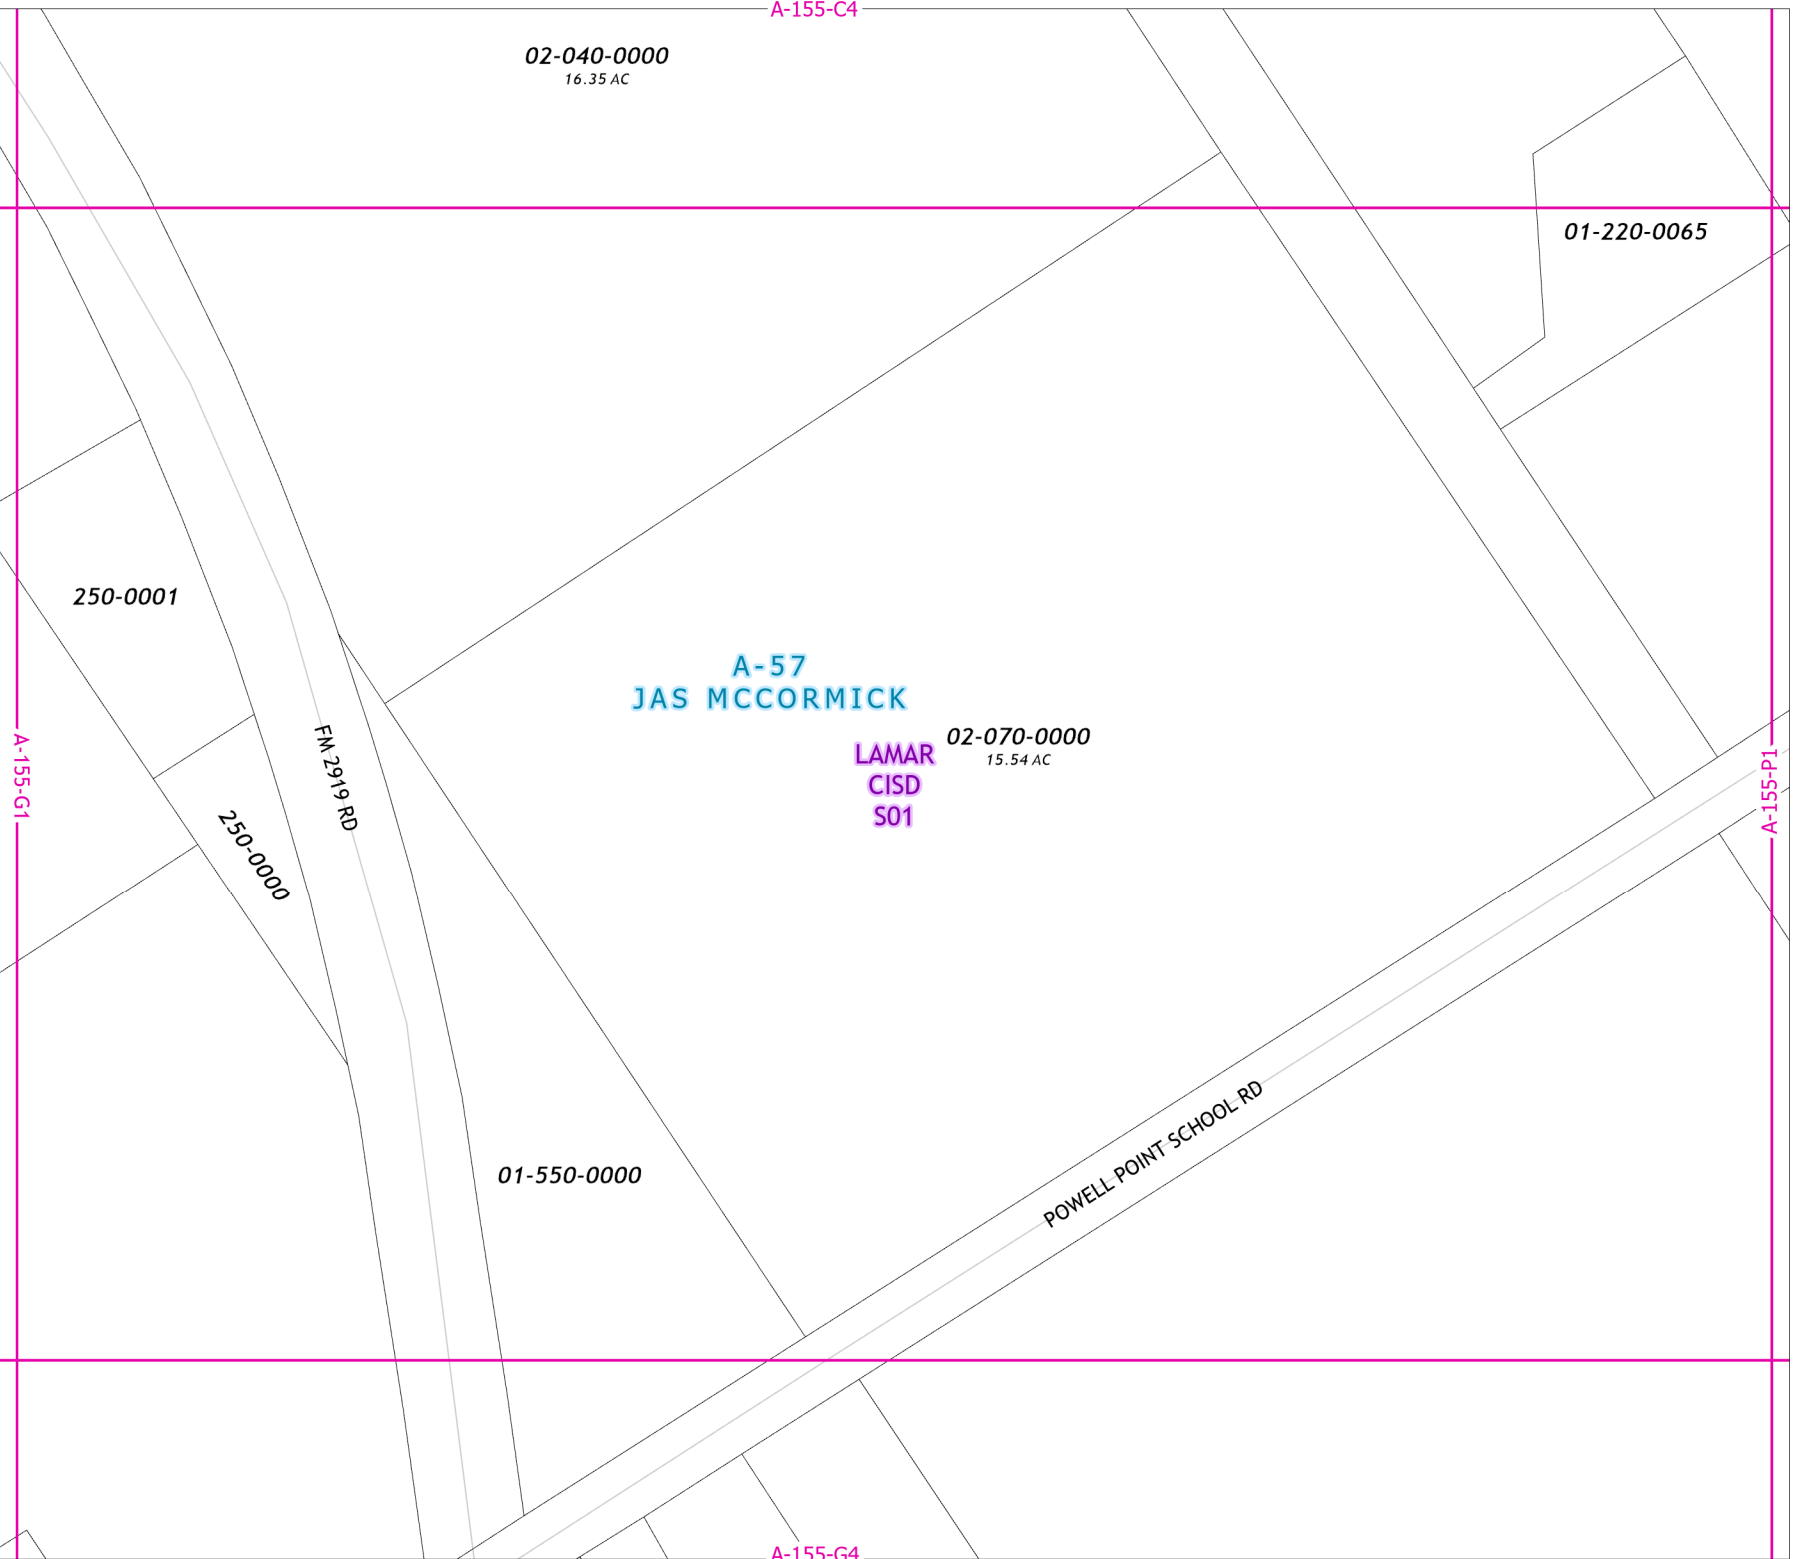 A-155-C4
02-040-0000
16.35 AC
01-220-0065
250-0001
A-57
JAS MCCORMICK
02-070-0000
15.54 AC
LAMAR
CISD
S01
FM 2919 RD
A-155-G1
A-155-P1
250-0000
POWELL POINT SCHOOL RD
01-550-0000
A-155-G4